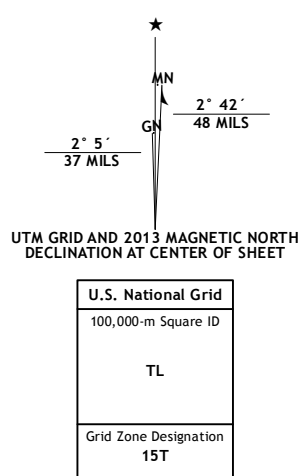 ★
MN
2° 42´
48 MILS
GN
2° 5´
37 MILS
UTM GRID AND 2013 MAGNETIC NORTH
DECLINATION AT CENTER OF SHEET
U.S. National Grid
100,000-m Square ID
TL
Grid Zone Designation
15T